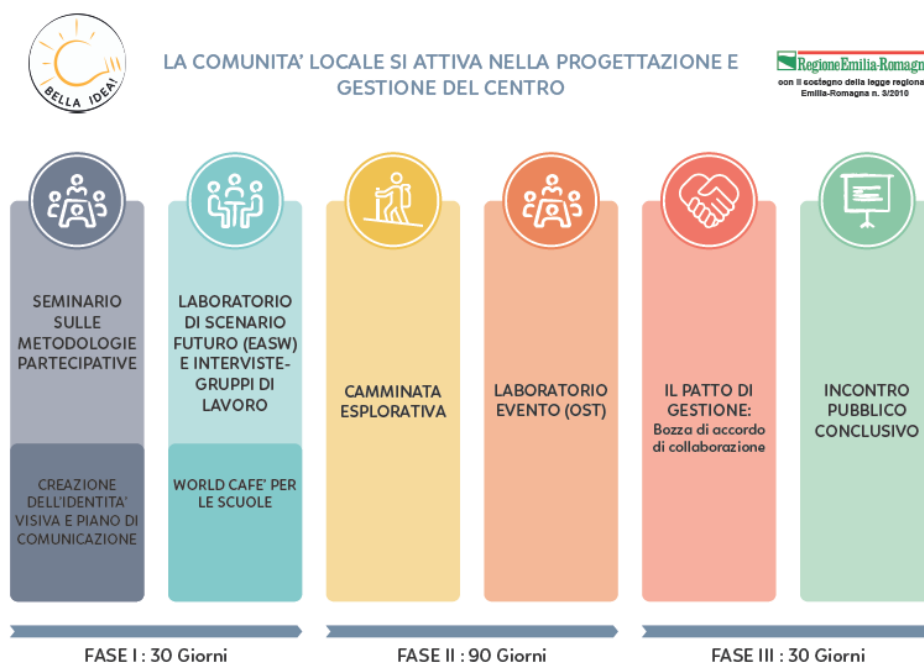 BELLA IDEA!
LA COMUNITA' LOCALE SI ATTIVA NELLA PROGETTAZIONE E
GESTIONE DEL CENTRO
RegioneEmilia-Romagn
con il sostegno della legge regiona
Emilia-Romagna n. 3/2010
SEMINARIO
SULLE
METODOLOGIE
PARTECIPATIVE
CREAZIONE
DELL'IDENTITA'
VISIVA E PIANO DI
COMUNICAZIONE
LABORATORIO
DI SCENARIO
FUTURO (EASW)
E INTERVISTE-
GRUPPI DI
LAVORO
WORLD CAFE' PER
LE SCUOLE
CAMMINATA
ESPLORATIVA
LABORATORIO
EVENTO (OST)
IL PATTO DI
GESTIONE:
Bozza di accordo
di collaborazione
INCONTRO
PUBBLICO
CONCLUSIVO
FASE I : 30 Giorni
FASE II : 90 Giorni
FASE III : 30 Giorni